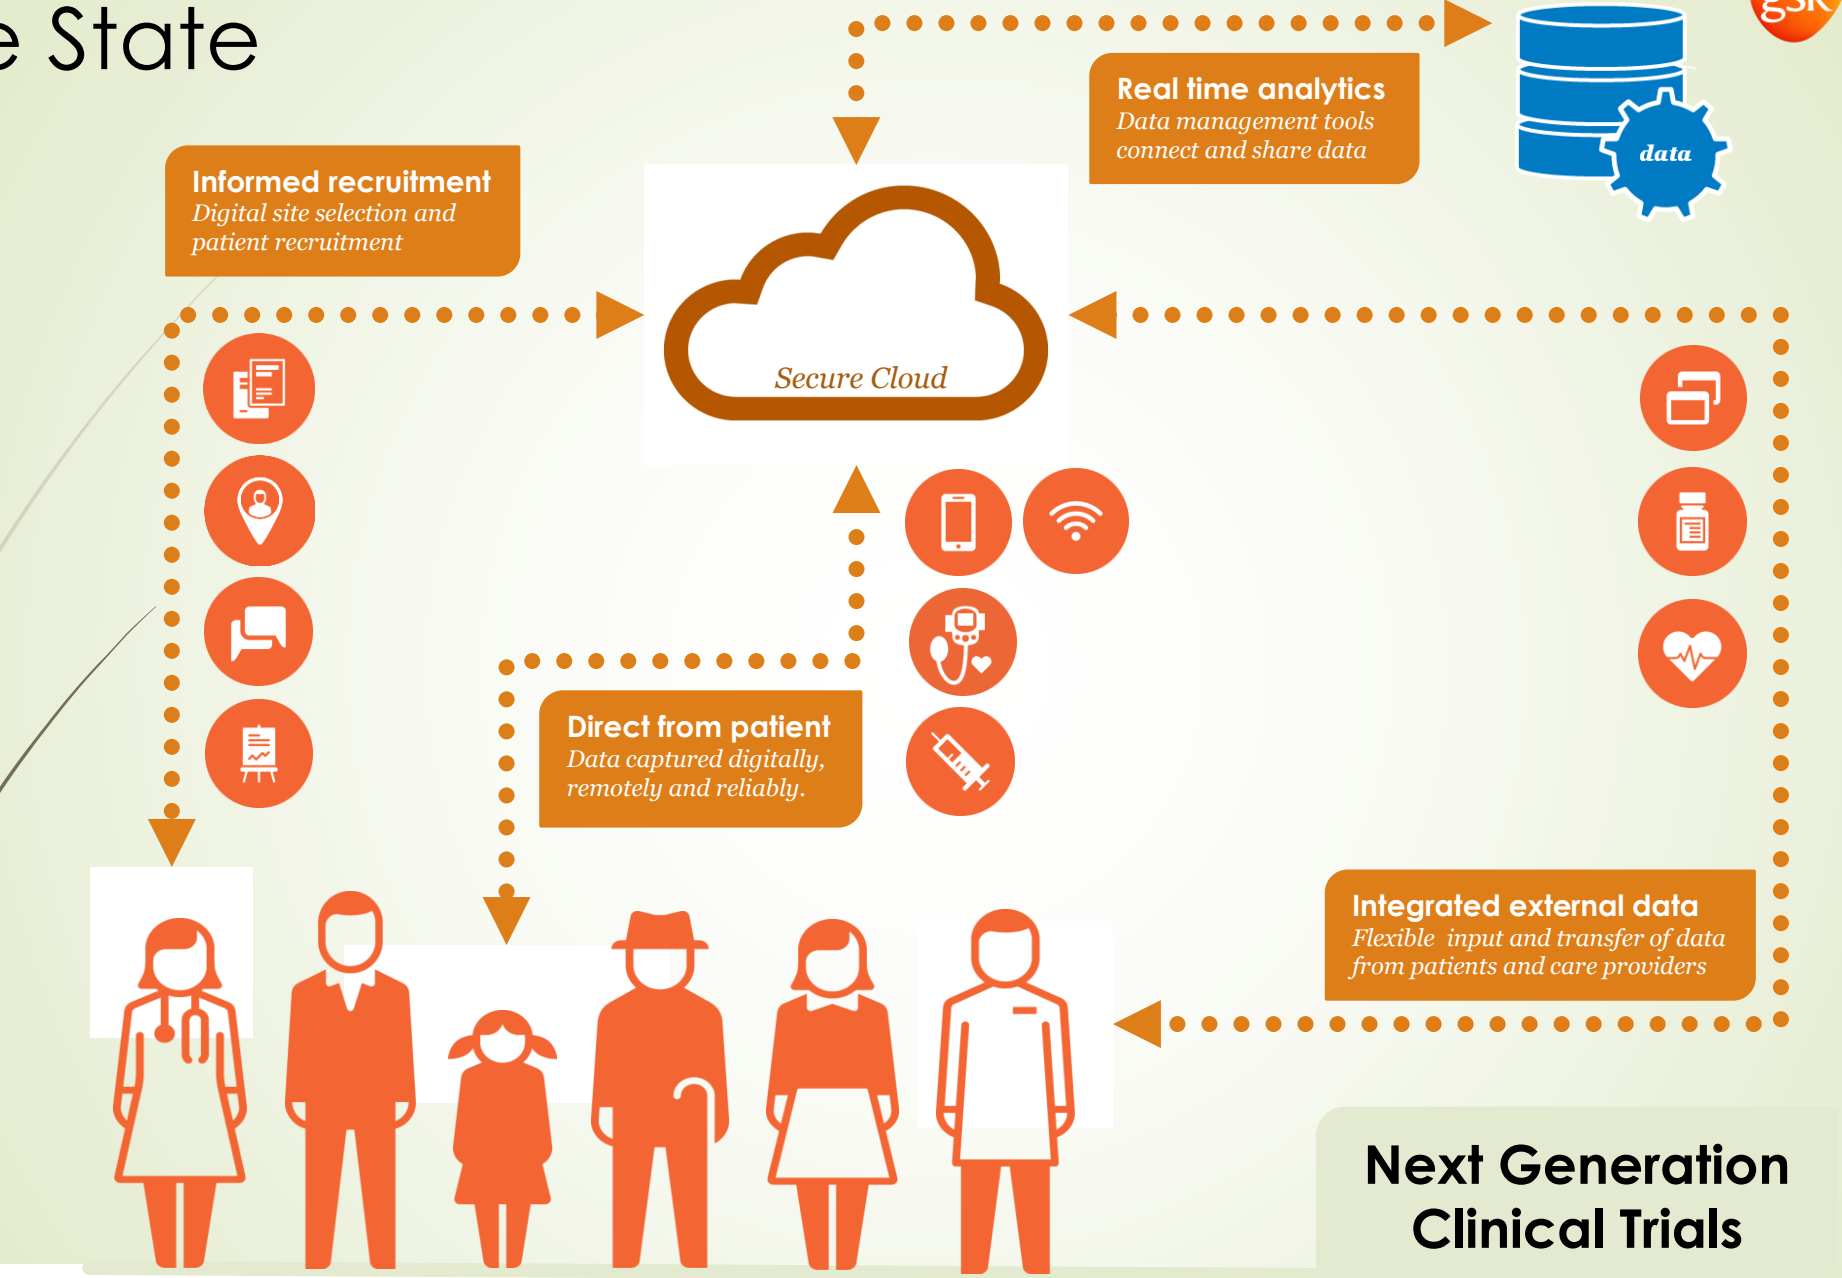 e State
gsk
Real time analytics
Data management tools
connect and share data
data
Informed recruitment
Digital site selection and
patient recruitment
Secure Cloud
Direct from patient
Data captured digitally,
remotely and reliably.
Integrated external data
Flexible input and transfer of data
from patients and care providers
Next Generation
Clinical Trials